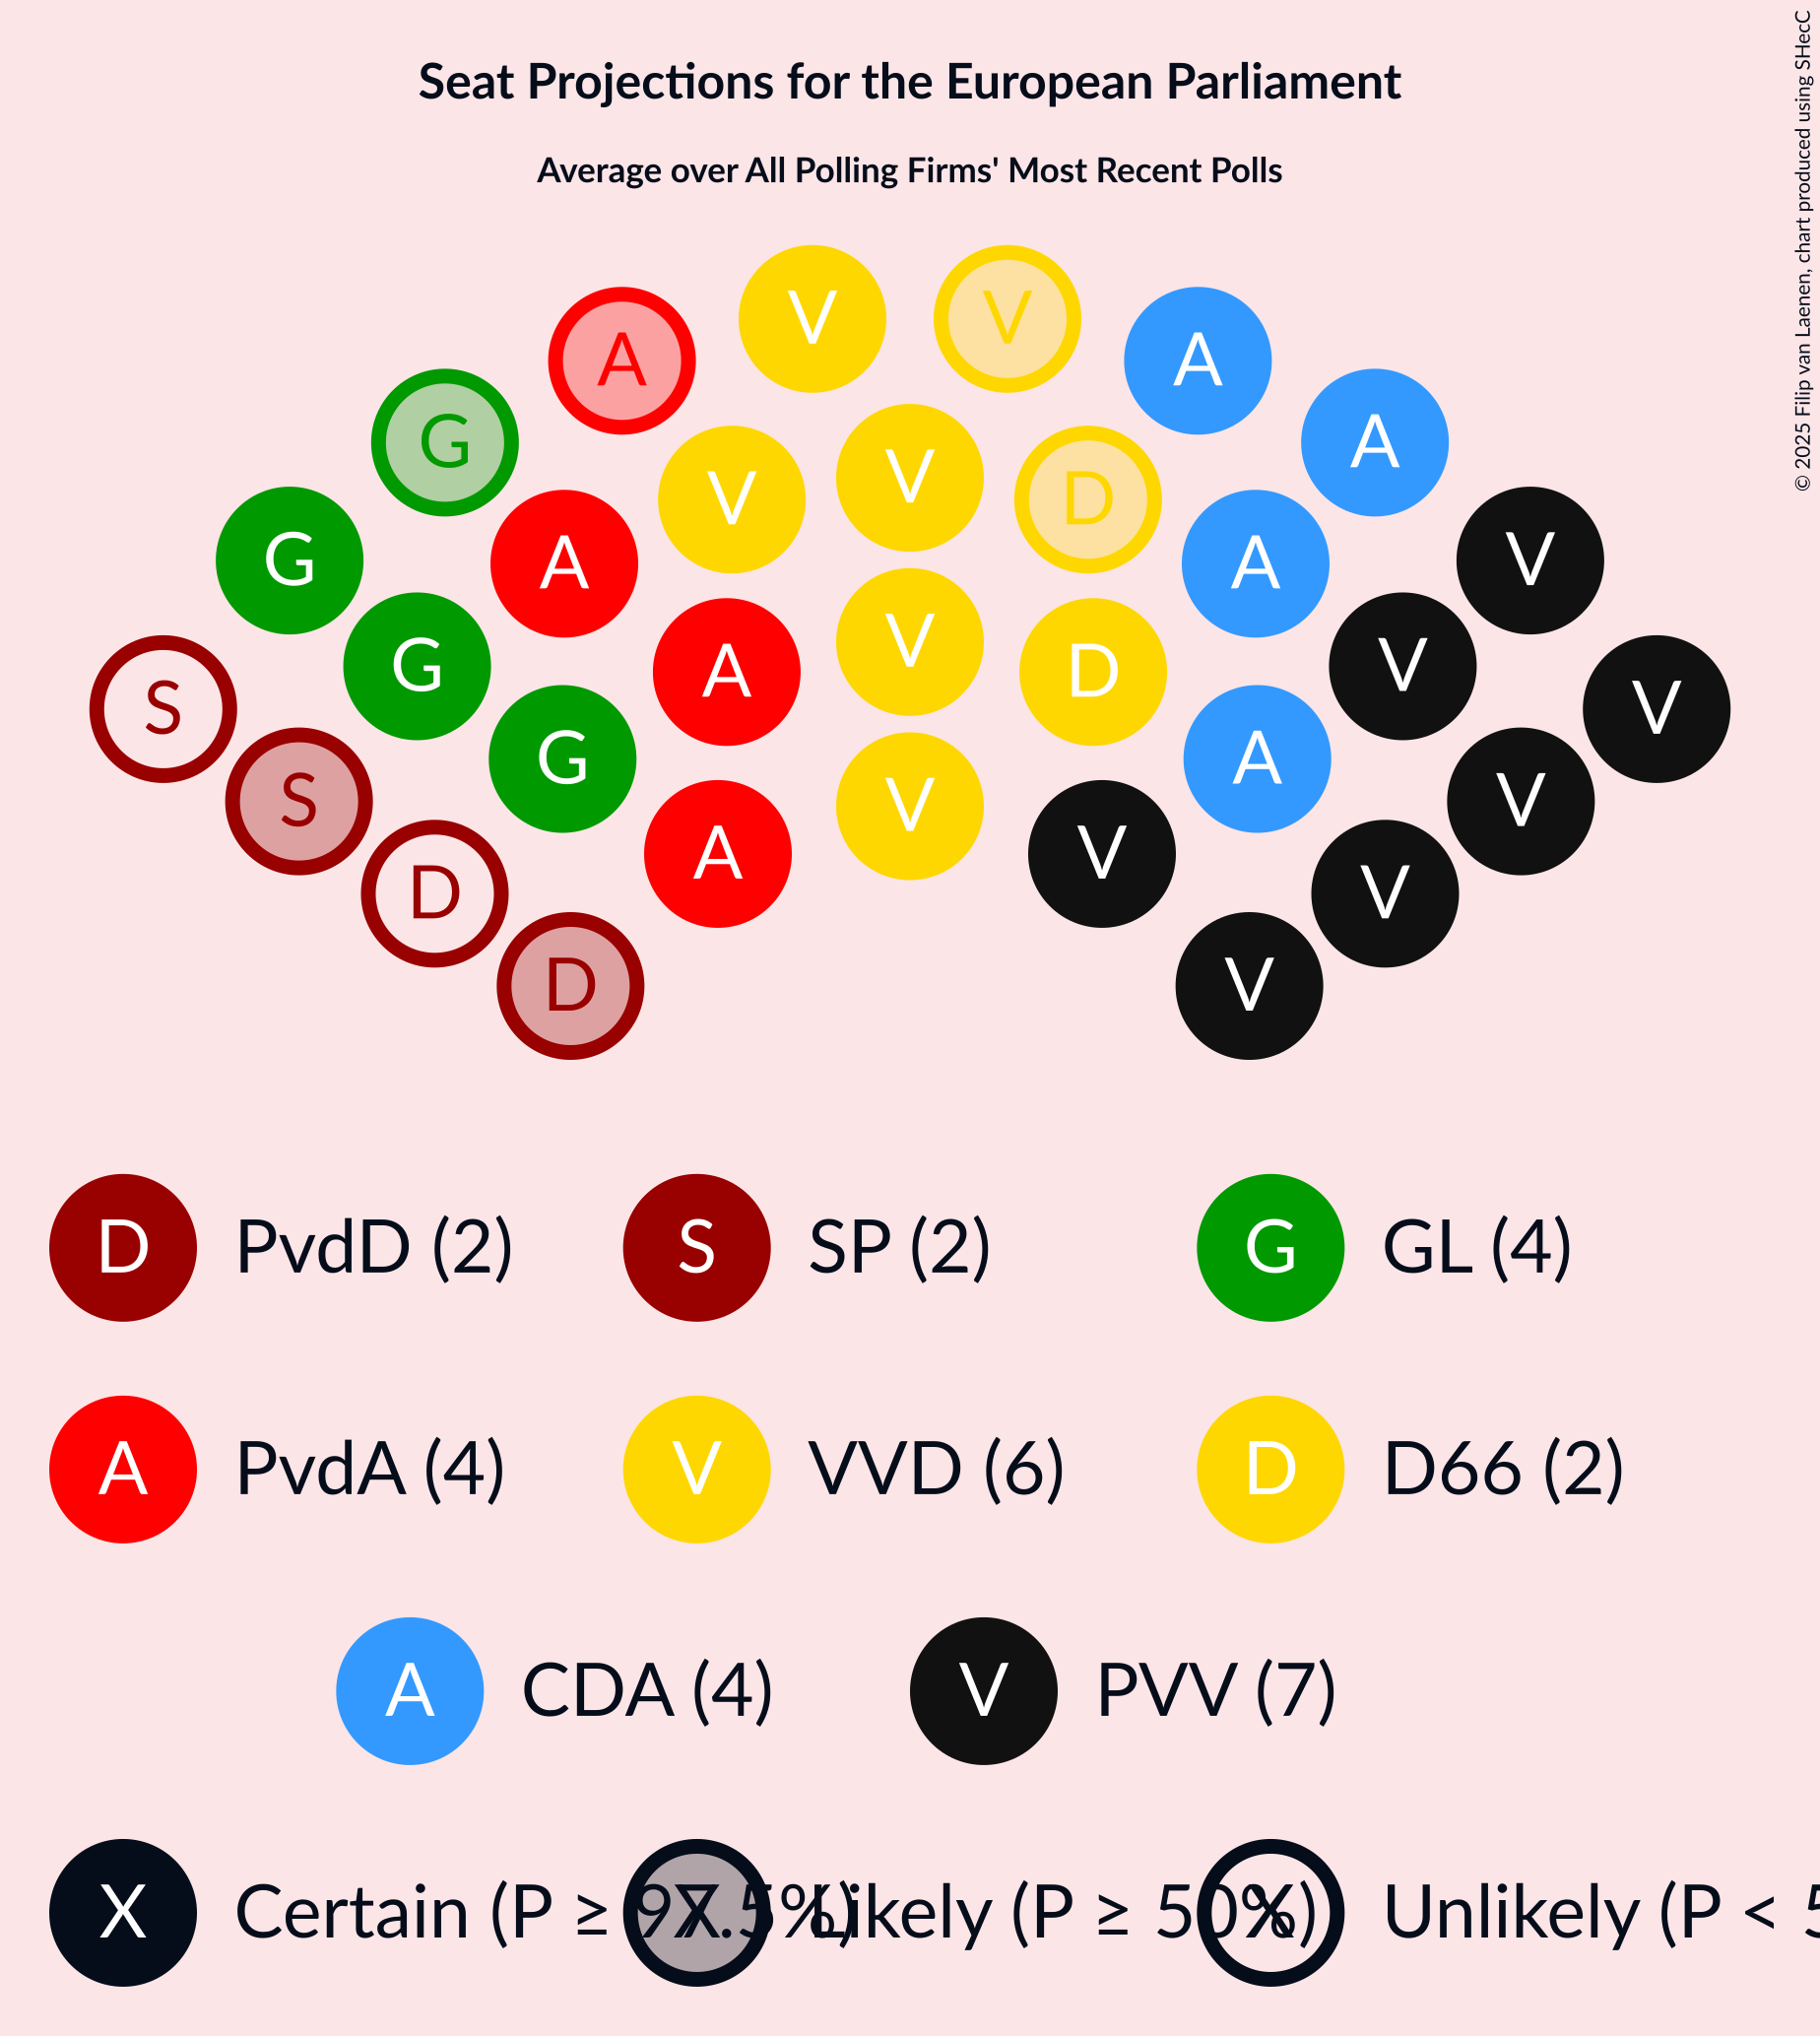 Seat Projections for the European Parliament
Average over All Polling Firms' Most Recent Polls
© 2025 Filip van Laenen, chart produced using SHecC
V V
A A
G A
V V D
G A A V
G V D V
S G A A V
S V V
D A V V
D V
D PvdD (2) S SP (2) G GL (4)
A PvdA (4) V VVD (6) D D66 (2)
A CDA (4) V PVV (7)
X Certain (P ≥ 97.5%) X Likely (P ≥ 50%) X Unlikely (P < 5